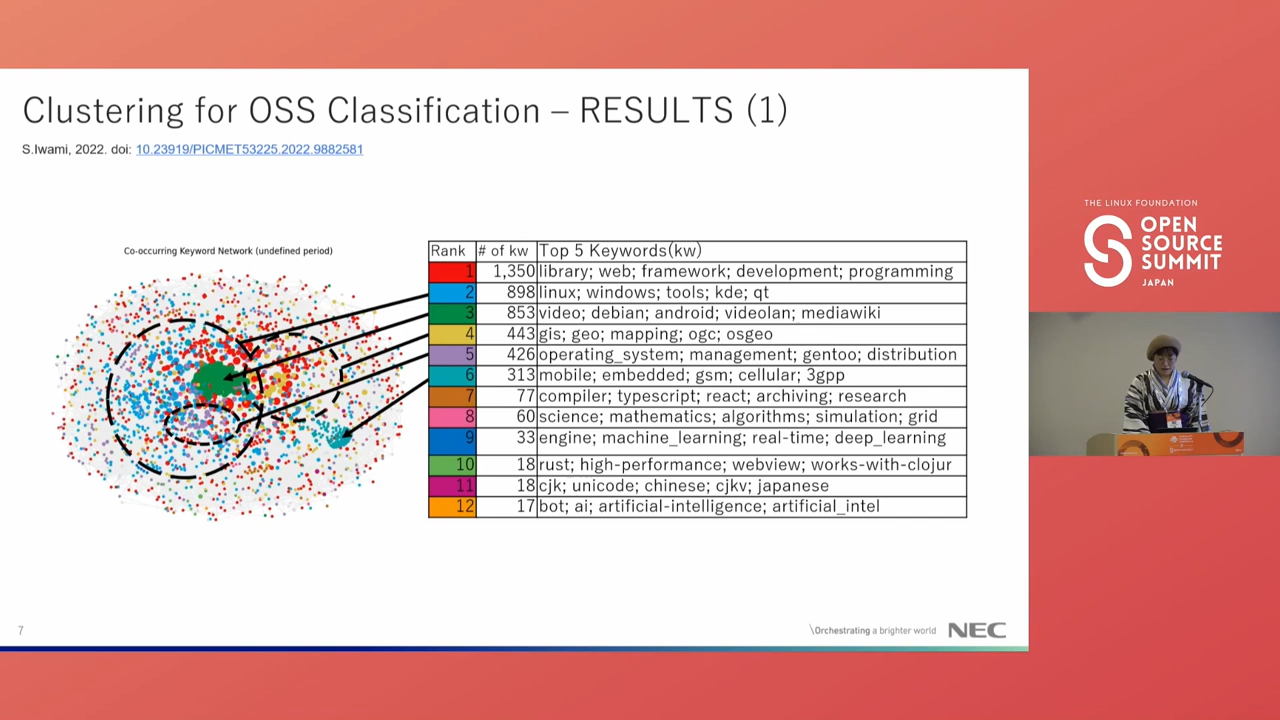 Clustering for OSS Classification – RESULTS (1)
S.Iwami, 2022. doi: 10.23919/PICMET53225.2022.9882581
Co-occurring Keyword Network (undefined period)
Rank # of kw Top 5 Keywords(kw)
1 1,350 library; web; framework; development; programming
2 898 linux; windows; tools; kde; qt
3 853 video; debian; android; videolan; mediawiki
4 443 gis; geo; mapping; ogc; osgeo
5 426 operating_system; management; gentoo; distribution
6 313 mobile; embedded; gsm; cellular; 3gpp
7 77 compiler; typescript; react; archiving; research
8 60 science; mathematics; algorithms; simulation; grid
9 33 engine; machine_learning; real-time; deep_learning
10 18 rust; high-performance; webview; works-with-clojur
11 18 cjk; unicode; chinese; cjkv; japanese
12 17 bot; ai; artificial-intelligence; artificial_intel
7
\Orchestrating a brighter world NEC
THE LINUX FOUNDATION
OPEN
SOURCE
SUMMIT
JAPAN